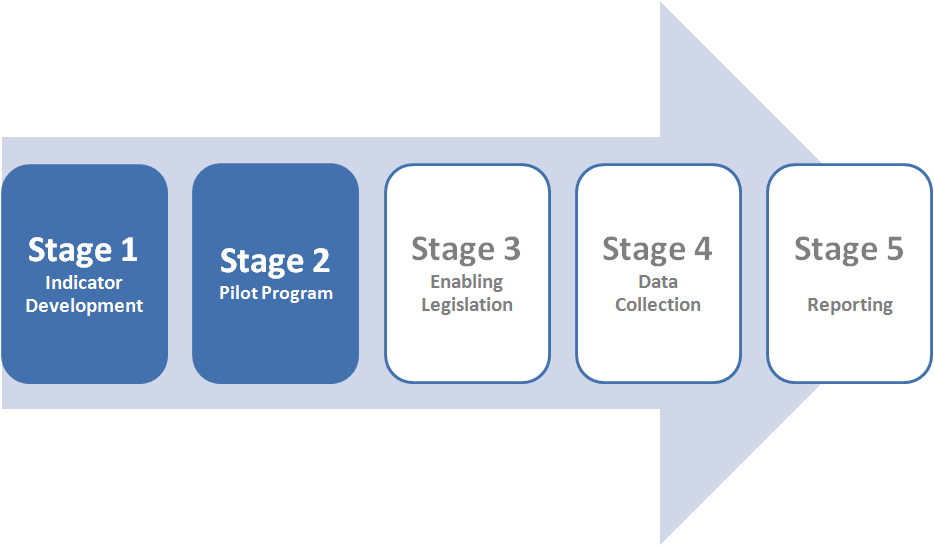 Stage 1
Indicator
Development
Stage 2
Pilot Program
Stage 3
Enabling
Legislation
Stage 4
Data
Collection
Stage 5
Reporting